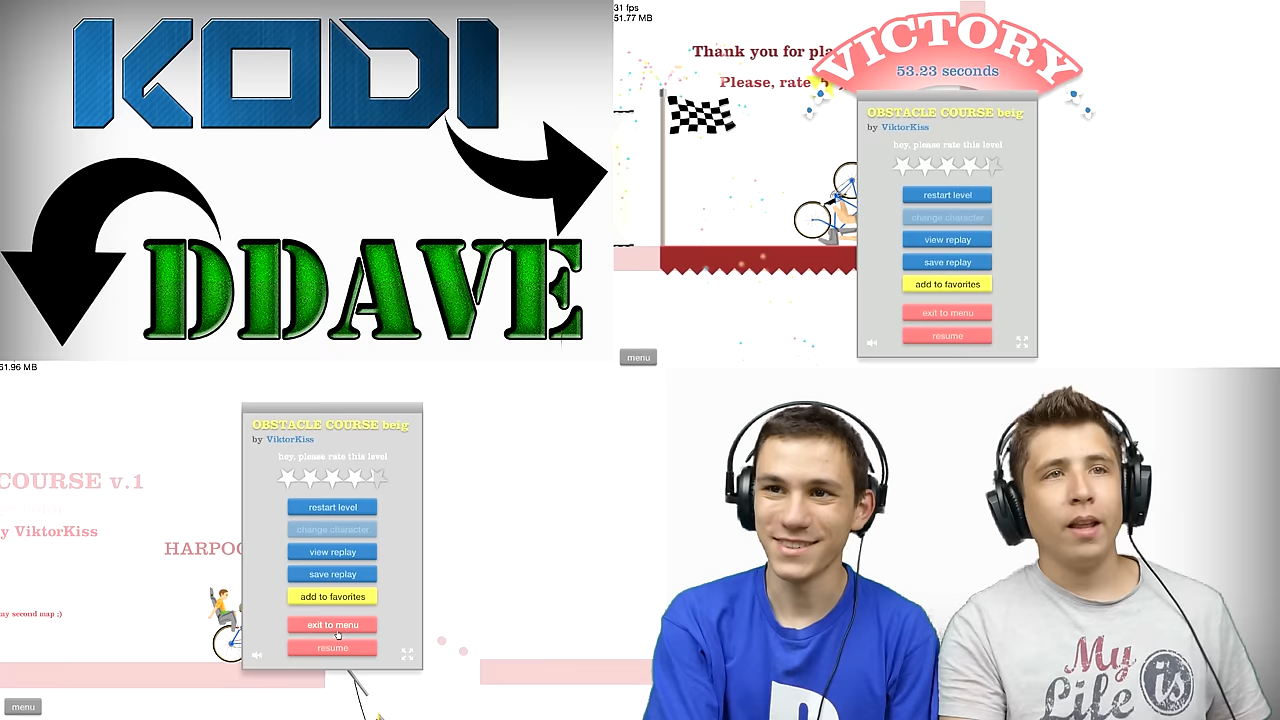 KODI
DDAVE
31 fps
51.77 MB
Thank you for pla
Please, rate
VICTORY
53.23 seconds
OBSTACLE COURSE beig
by ViktorKiss
hey, please rate this level
restart level
change character
view replay
save replay
add to favorites
exit to menu
resume
menu
51.96 MB
COURSE v.1
y ViktorKiss
HARPOO
my second map ;)
OBSTACLE COURSE beig
by ViktorKiss
hey, please rate this level
restart level
change character
view replay
save replay
add to favorites
exit to menu
resume
menu
My
Life is